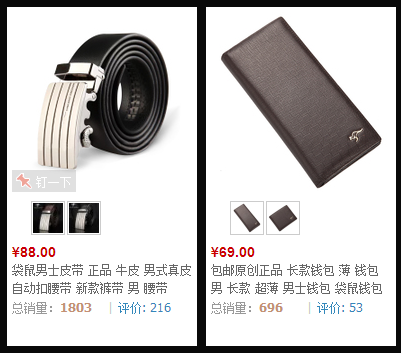 钉一下
¥88.00
袋鼠男士皮带 正品 牛皮 男式真皮
自动扣腰带 新款裤带 男 腰带
总销量：1803 | 评价: 216
¥69.00
包邮原创正品 长款钱包 薄 钱包
男 长款 超薄 男士钱包 袋鼠钱包
总销量：696 | 评价: 53